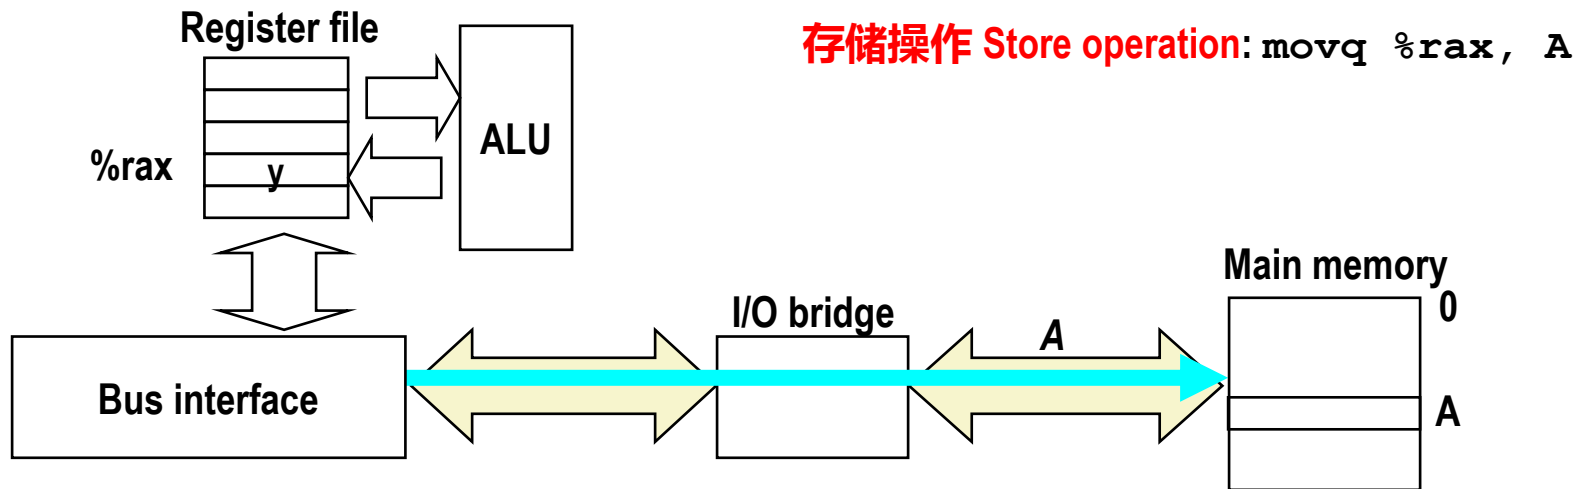 Register file
存储操作 Store operation: movq %rax, A
ALU
%rax
y
Main memory
0
I/O bridge
A
Bus interface
A